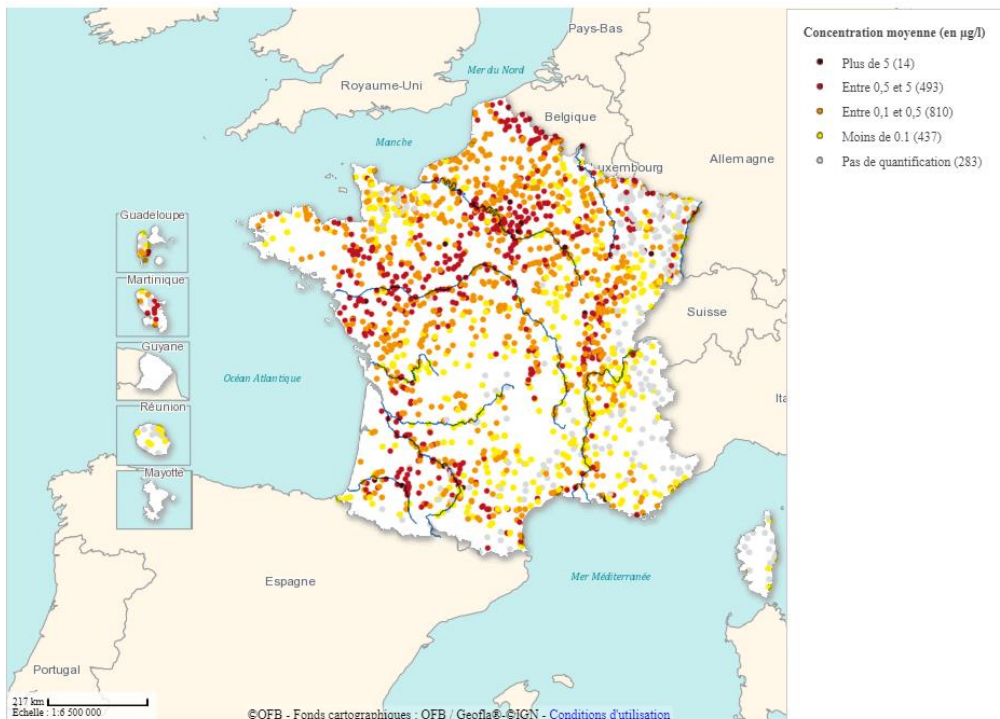 Pays-Bas
Mer du Nord
Royaume-Uni
Belgique
Manche
Luxembourg
Allemagne
Guadeloupe
Martinique
Suisse
Guyane
Océan Atlantique
Ita
Réunion
Mayotte
Mer Méditerranée
Espagne
Portugal
217 km
Echelle : 1:6 500 000
©OFB - Fonds cartographiques : OFB / Geofla®-©IGN - Conditions d'utilisation
Concentration moyenne (en µg/l)
Plus de 5 (14)
Entre 0,5 et 5 (493)
Entre 0,1 et 0,5 (810)
Moins de 0.1 (437)
Pas de quantification (283)